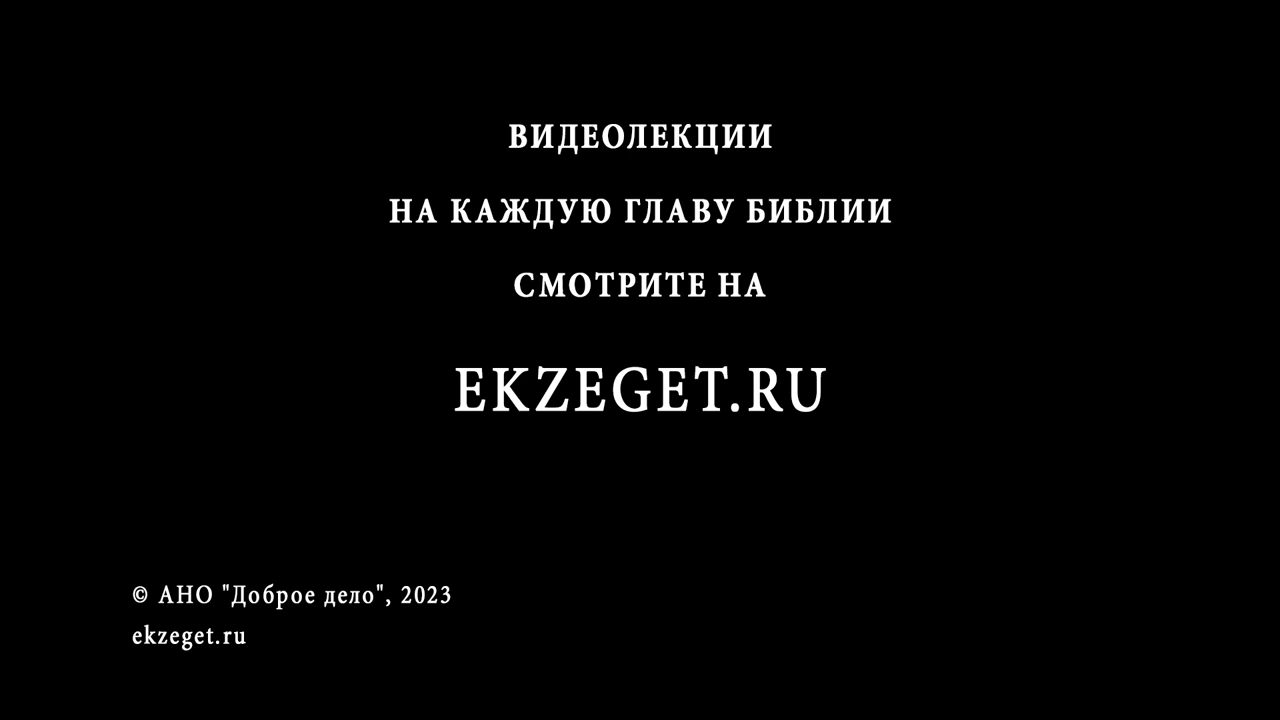 ВИДЕОЛЕКЦИИ
НА КАЖДУЮ ГЛАВУ БИБЛИИ
СМОТРИТЕ НА
EKZEGET.RU
© АНО "Доброе дело", 2023
ekzeget.ru